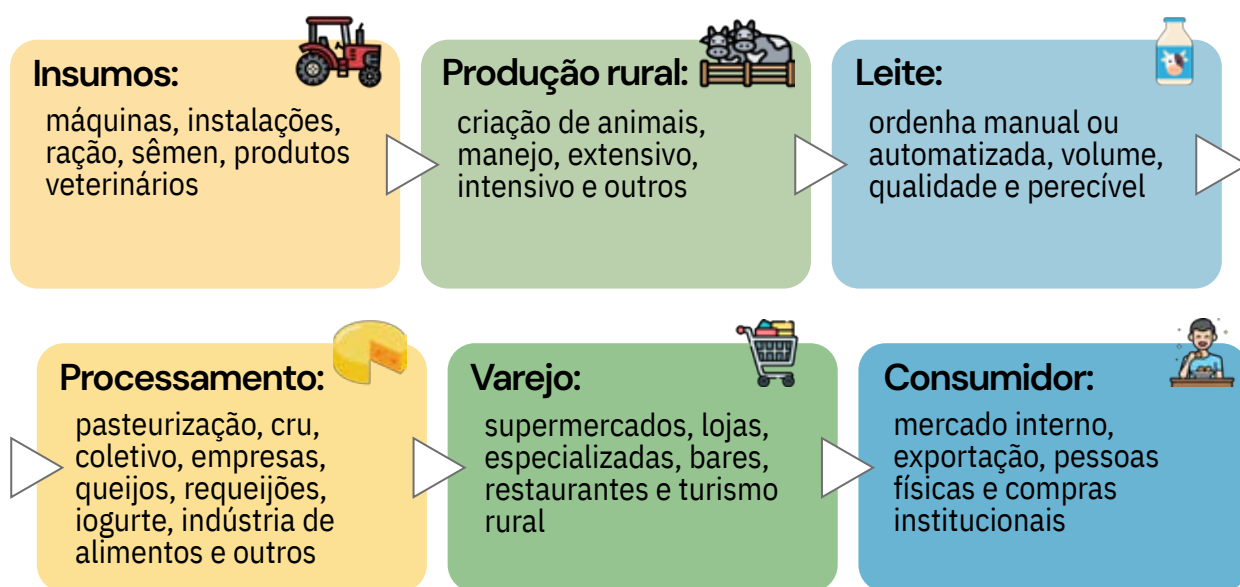 Insumos:
máquinas, instalações,
ração, sêmen, produtos
veterinários
Produção rural:
criação de animais,
manejo, extensivo,
intensivo e outros
Leite:
ordenha manual ou
automatizada, volume,
qualidade e perecível
Processamento:
pasteurização, cru,
coletivo, empresas,
queijos, requeijões,
iogurte, indústria de
alimentos e outros
Varejo:
supermercados, lojas,
especializadas, bares,
restaurantes e turismo
rural
Consumidor:
mercado interno,
exportação, pessoas
físicas e compras
institucionais